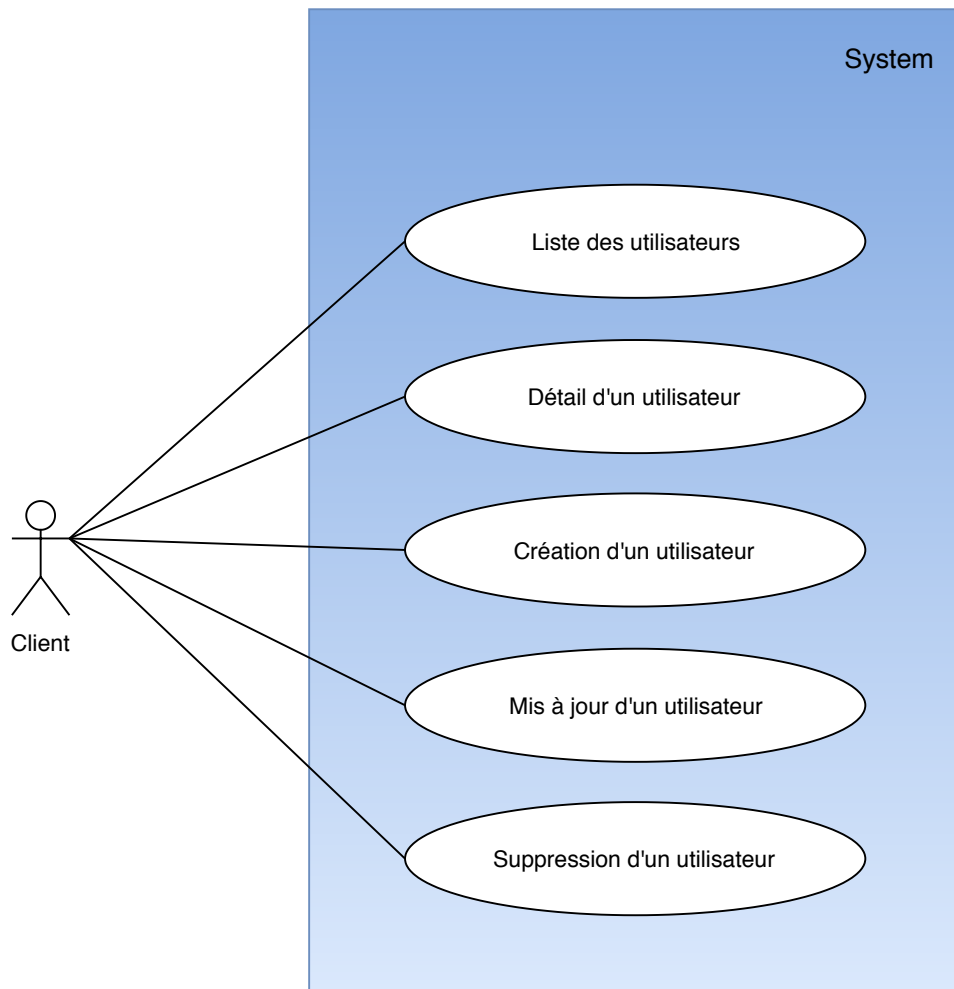 System
Liste des utilisateurs
Détail d'un utilisateur
Création d'un utilisateur
Client
Mis à jour d'un utilisateur
Suppression d'un utilisateur